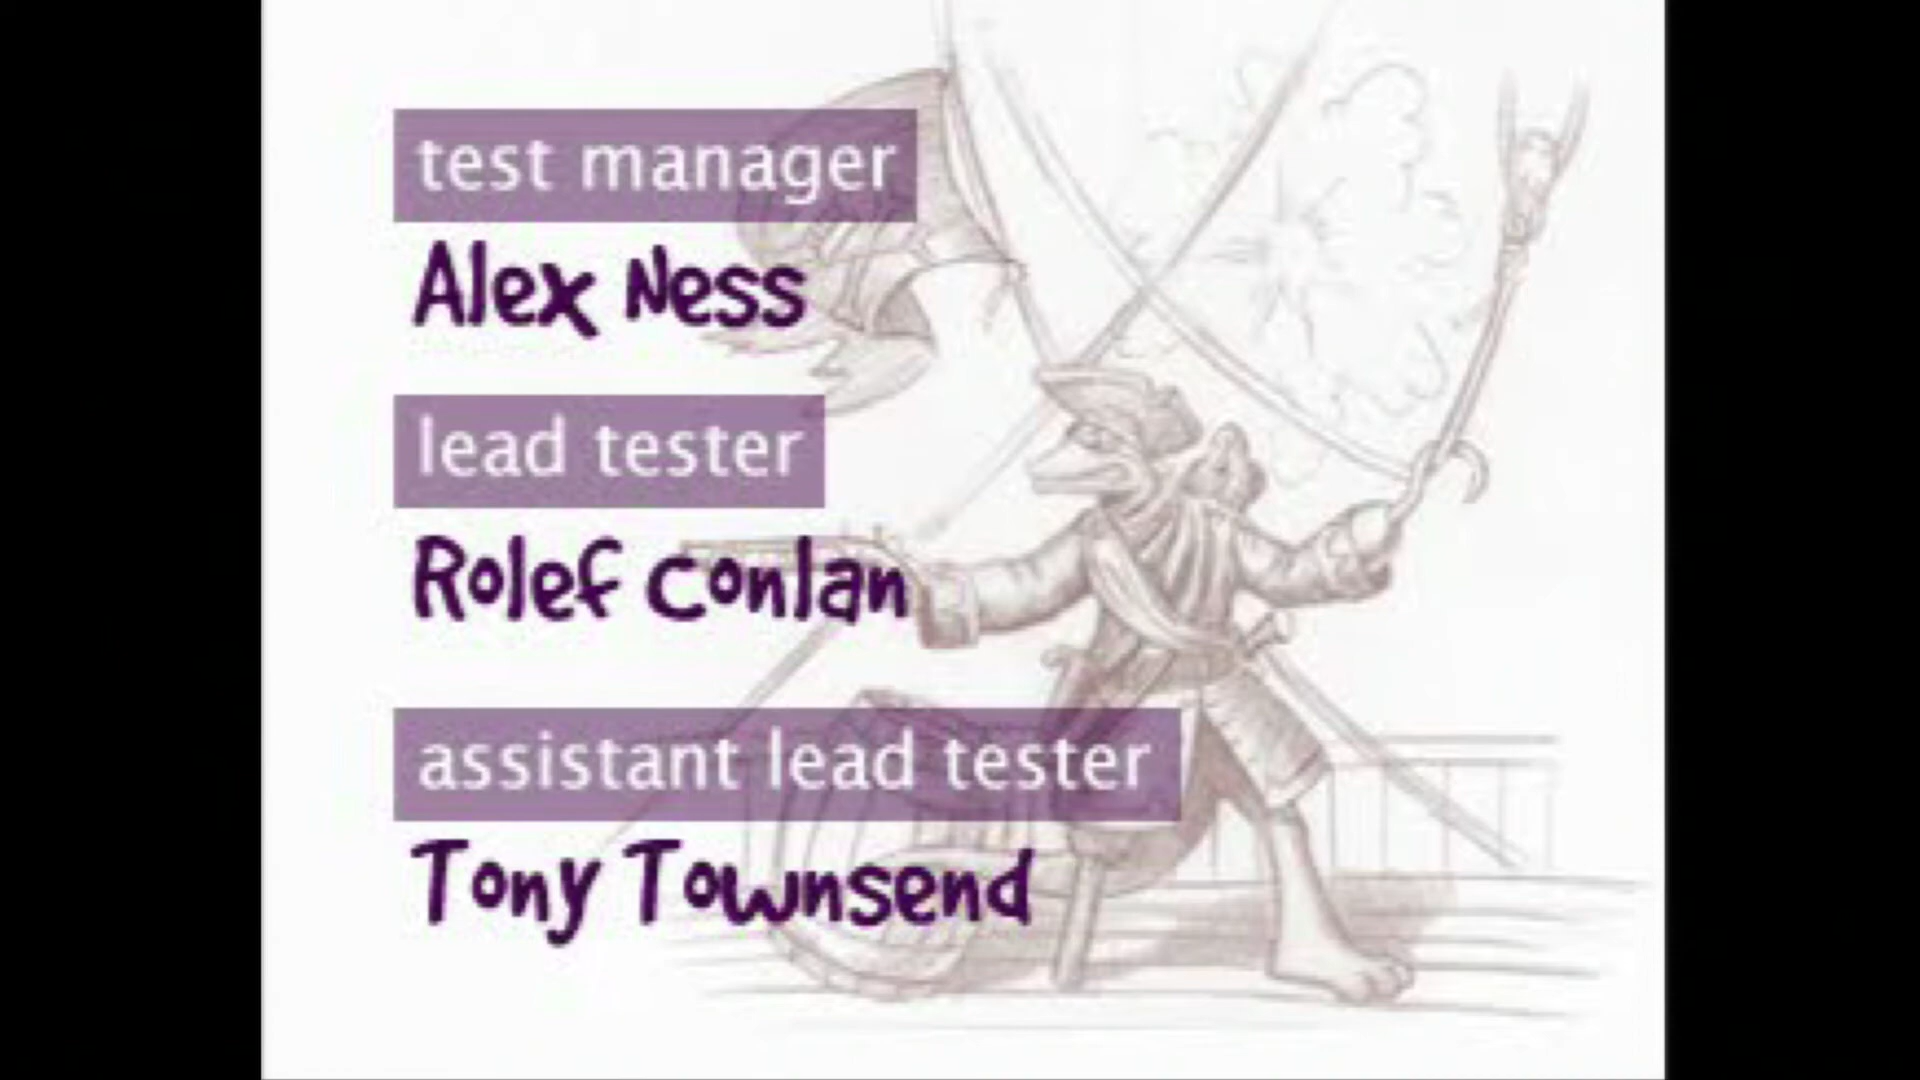 test manager
Alex Ness
lead tester
Rolef Conlan
assistant lead tester
Tony Townsend